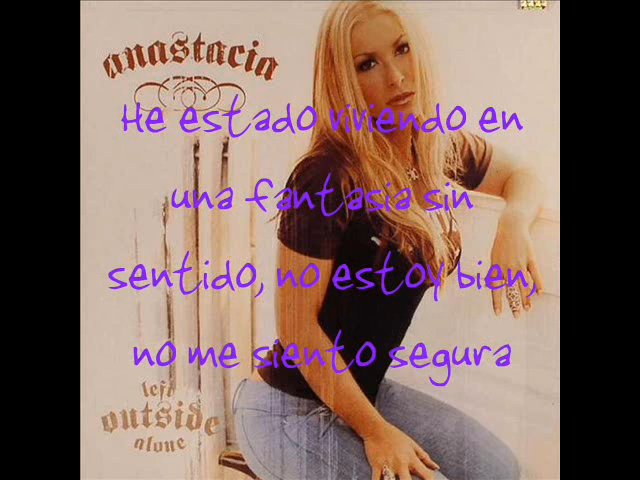 anastacia
He estado viviendo en
una fantasia sin
sentido, no estoy bien,
no me siento segura
left
outside
alone